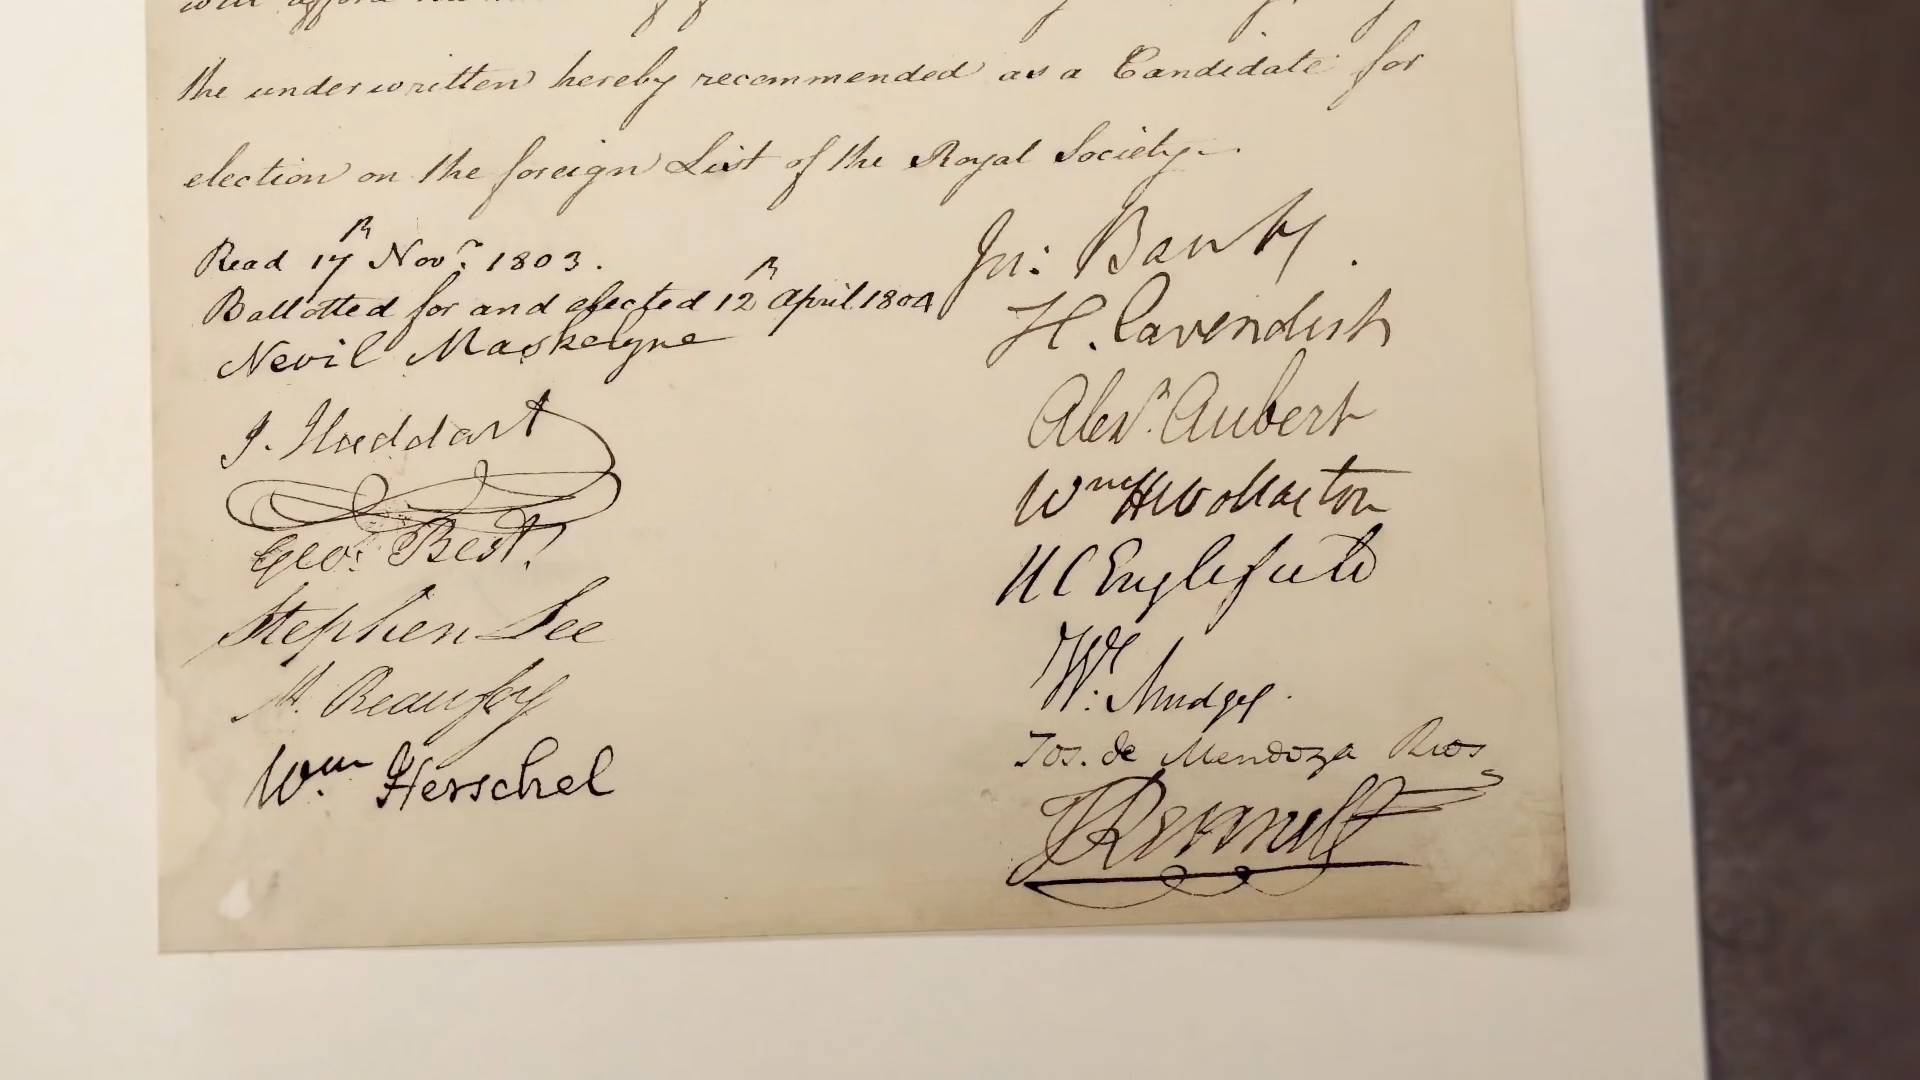 the underwritten hereby recommended as a Candidate for
election on the foreign List of the Royal Society
Read 17th Novr. 1803.
Ballotted for and elected 12th April 1804
Nevil Maskelyne
J. Huddart
Geo: Best.
Stephen Lee
M. Beaufoy
Wm. Herschel
Jos: Banks.
H. Cavendish
Alexr. Aubert
Wm H Wollaston
H C Englefield
Wm. Mudge.
Jos. de Mendoza Rios
J Rennell